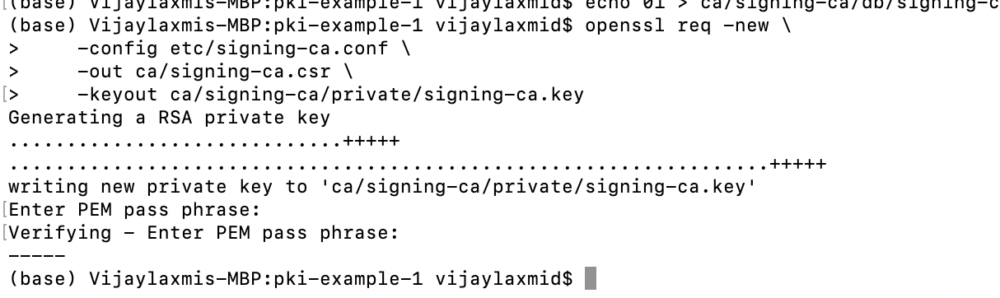 (base) Vijaylaxmis-MBP:pki-example-1 vijaylaxmid$ echo 01 > ca/signing-ca/db/signing-c
(base) Vijaylaxmis-MBP:pki-example-1 vijaylaxmid$ openssl req -new \
>     -config etc/signing-ca.conf \
>     -out ca/signing-ca.csr \
[>     -keyout ca/signing-ca/private/signing-ca.key
Generating a RSA private key
.............................+++++
..................................................................+++++
writing new private key to 'ca/signing-ca/private/signing-ca.key'
[Enter PEM pass phrase:
[Verifying - Enter PEM pass phrase:
-----
(base) Vijaylaxmis-MBP:pki-example-1 vijaylaxmid$